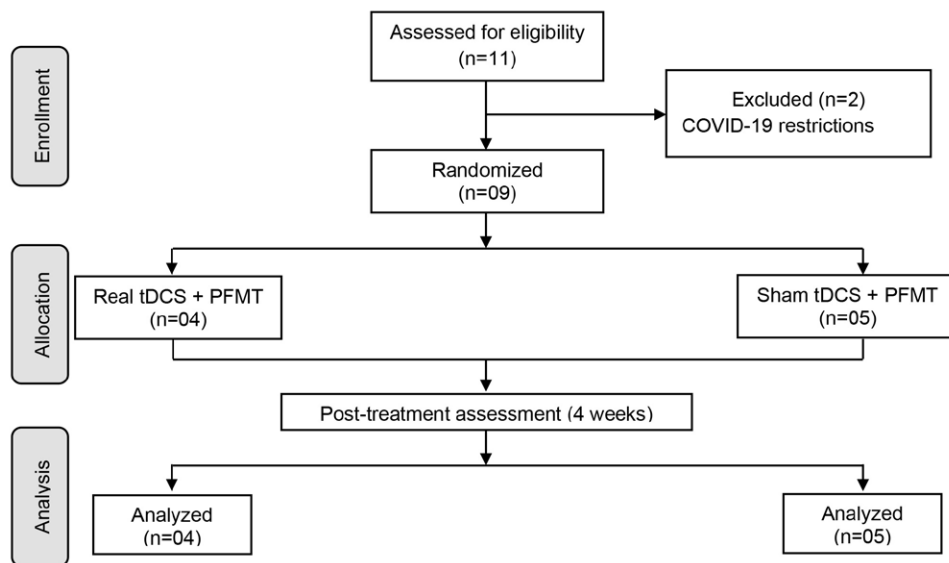 Assessed for eligibility
(n=11)
Enrollment
Excluded (n=2)
COVID-19 restrictions
Randomized
(n=09)
Allocation
Real tDCS + PFMT
(n=04)
Sham tDCS + PFMT
(n=05)
Post-treatment assessment (4 weeks)
Analysis
Analyzed
(n=04)
Analyzed
(n=05)